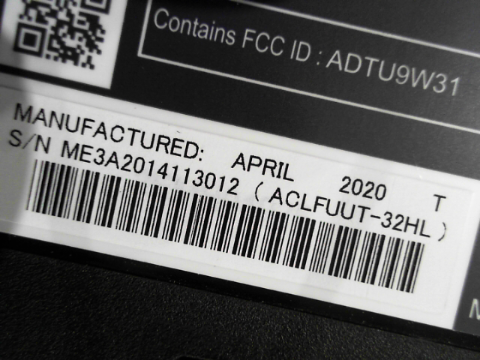 Contains FCC ID : ADTU9W31
MANUFACTURED: APRIL 2020 T
S/N ME3A2014113012 ( ACLFUUT-32HL )